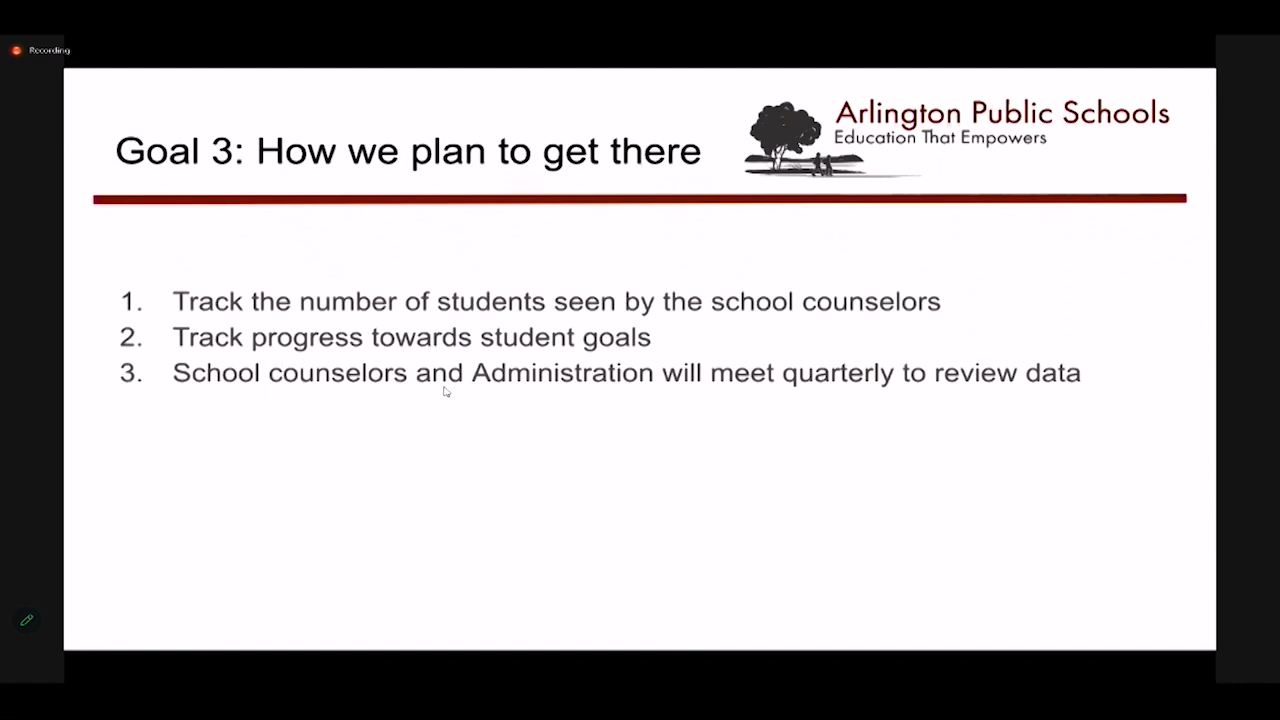 Recording
Arlington Public Schools
Education That Empowers
Goal 3: How we plan to get there
1. Track the number of students seen by the school counselors
2. Track progress towards student goals
3. School counselors and Administration will meet quarterly to review data